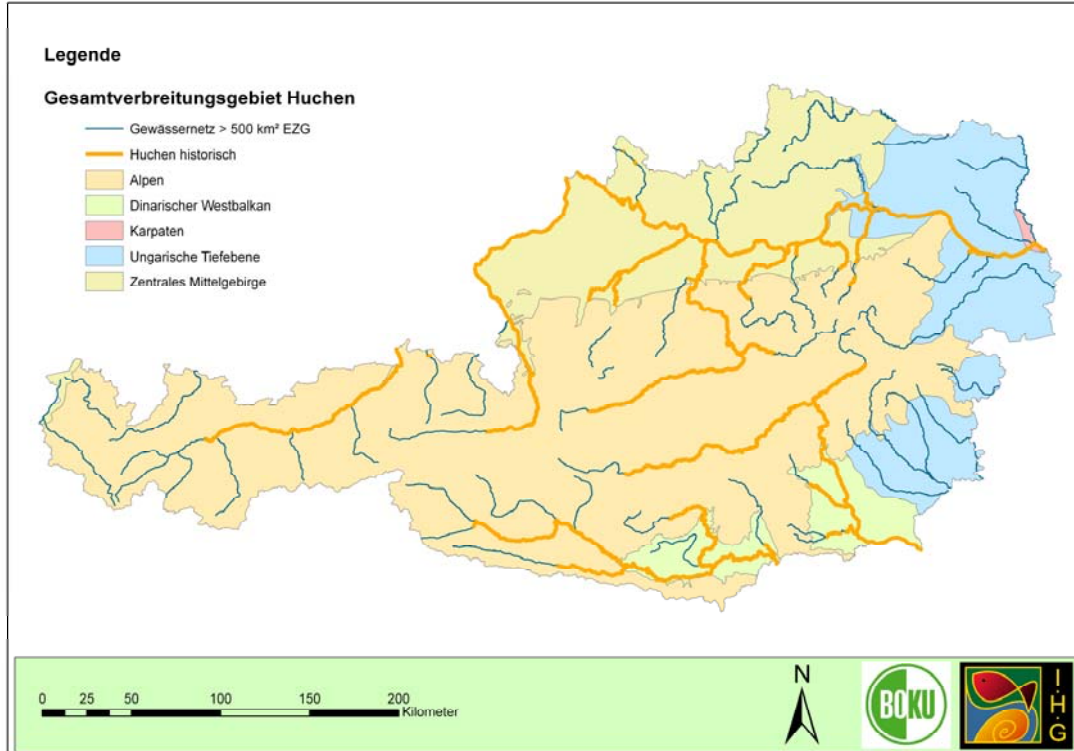 Legende
Gesamtverbreitungsgebiet Huchen
Gewässernetz > 500 km² EZG
Huchen historisch
Alpen
Dinarischer Westbalkan
Karpaten
Ungarische Tiefebene
Zentrales Mittelgebirge
0 25 50 100 150 200
Kilometer
N
BOKU
I·H·G